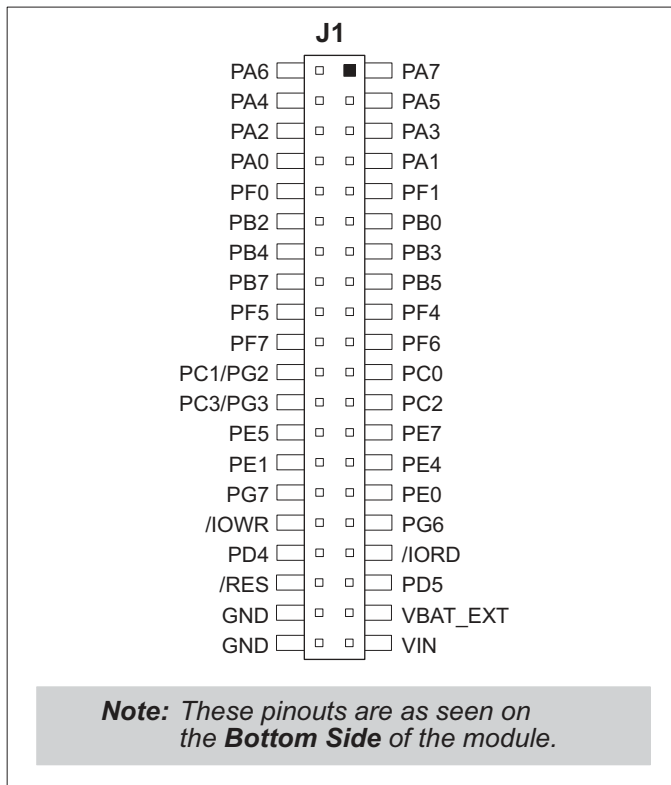 J1
PA6 PA7
PA4 PA5
PA2 PA3
PA0 PA1
PF0 PF1
PB2 PB0
PB4 PB3
PB7 PB5
PF5 PF4
PF7 PF6
PC1/PG2 PC0
PC3/PG3 PC2
PE5 PE7
PE1 PE4
PG7 PE0
/IOWR PG6
PD4 /IORD
/RES PD5
GND VBAT_EXT
GND VIN
Note: These pinouts are as seen on
the Bottom Side of the module.